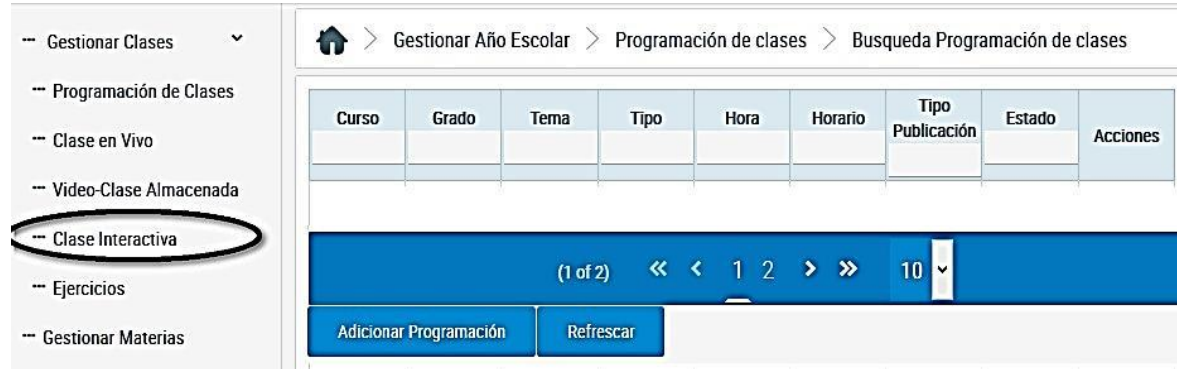 Gestionar Clases
Programación de Clases
Clase en Vivo
Video-Clase Almacenada
Clase Interactiva
Ejercicios
Gestionar Materias
Gestionar Año Escolar > Programación de clases > Busqueda Programación de clases
Curso Grado Tema Tipo Hora Horario Tipo Publicación Estado Acciones
(1 of 2) « < 1 2 > » 10
Adicionar Programación Refrescar